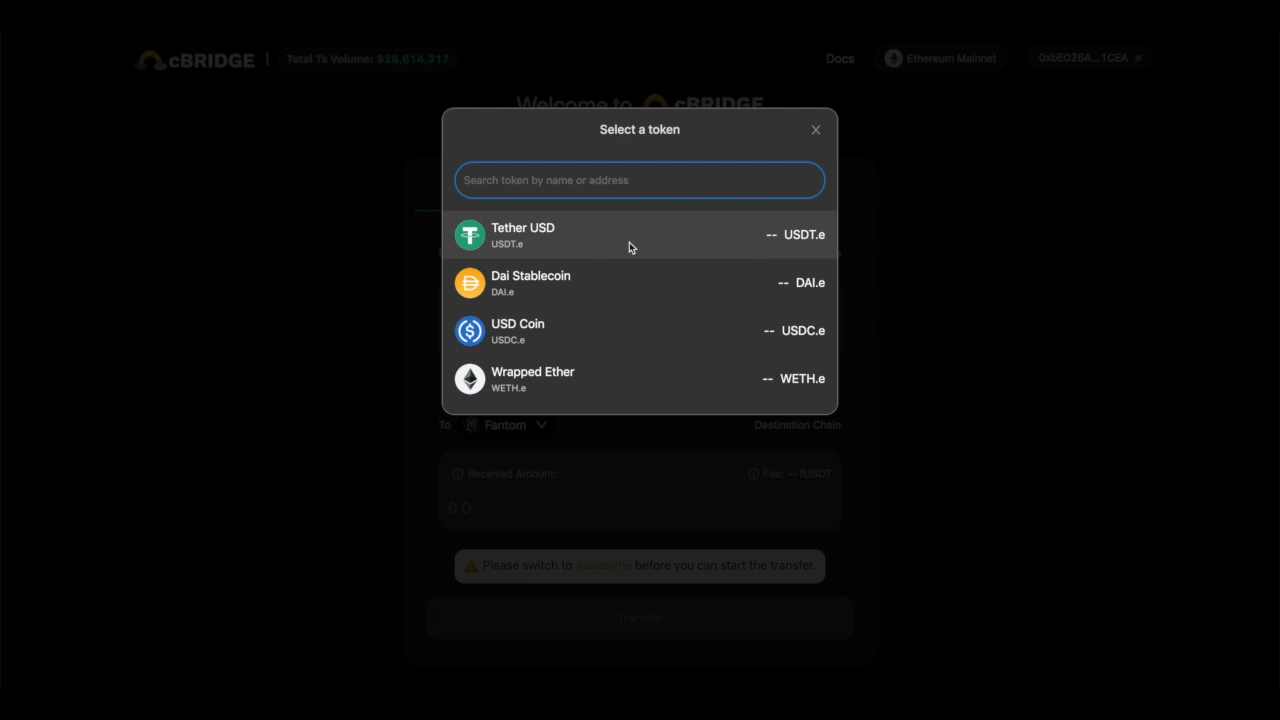 cBRIDGE | Total Tx Volume: $28,614,317 Docs Ethereum Mainnet 0xbE026A...1CEA
Welcome to cBRIDGE
Select a token
Search token by name or address
Tether USD
USDT.e
-- USDT.e
Dai Stablecoin
DAI.e
-- DAI.e
USD Coin
USDC.e
-- USDC.e
Wrapped Ether
WETH.e
-- WETH.e
To Fantom Destination Chain
Received Amount: Fee: -- fUSDT
0.0
Please switch to Avalanche before you can start the transfer.
Transfer